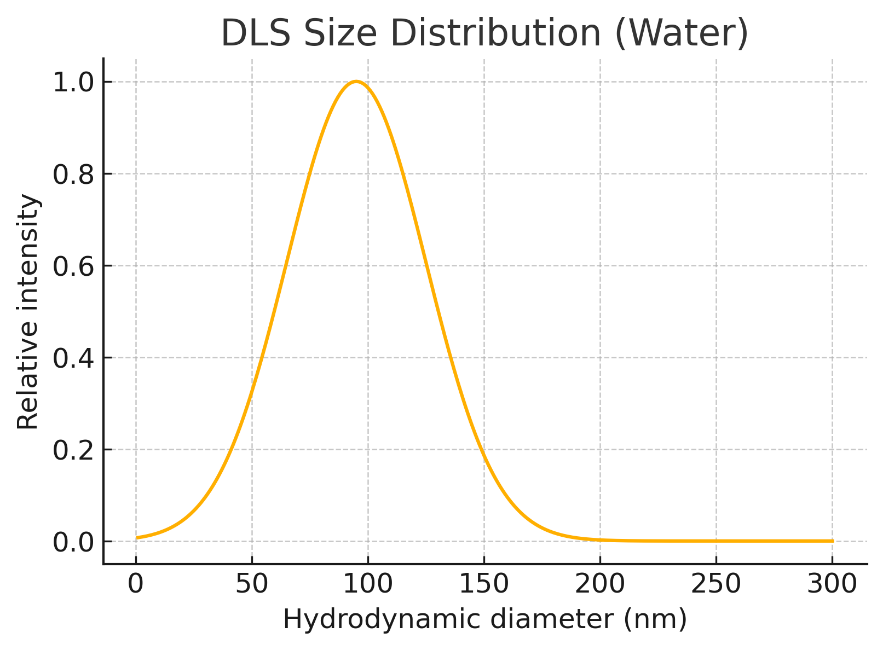 DLS Size Distribution (Water)
1.0
0.8
0.6
0.4
0.2
0.0
Relative intensity
0 50 100 150 200 250 300
Hydrodynamic diameter (nm)